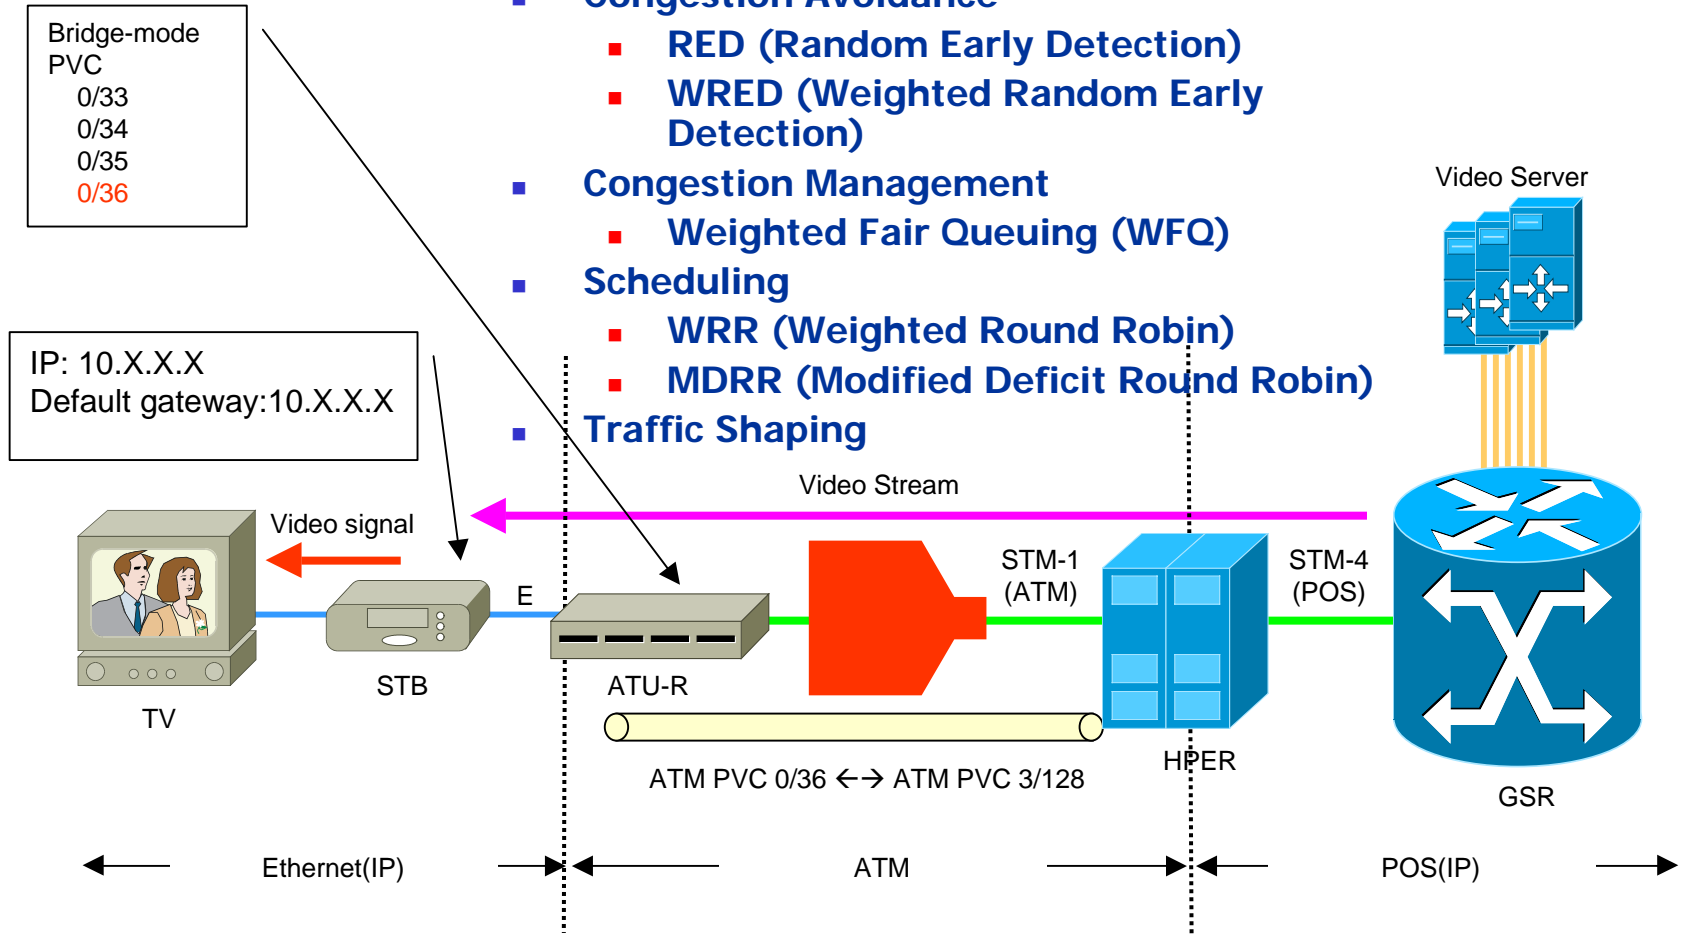 Congestion Avoidance
RED (Random Early Detection)
WRED (Weighted Random Early
Detection)
Congestion Management
Weighted Fair Queuing (WFQ)
Scheduling
WRR (Weighted Round Robin)
MDRR (Modified Deficit Round Robin)
Traffic Shaping
Bridge-mode
PVC
0/33
0/34
0/35
0/36
IP: 10.X.X.X
Default gateway:10.X.X.X
Video Server
Video Stream
Video signal
E
STM-1
(ATM)
STM-4
(POS)
TV
STB
ATU-R
HPER
GSR
ATM PVC 0/36 ←→ ATM PVC 3/128
Ethernet(IP)
ATM
POS(IP)